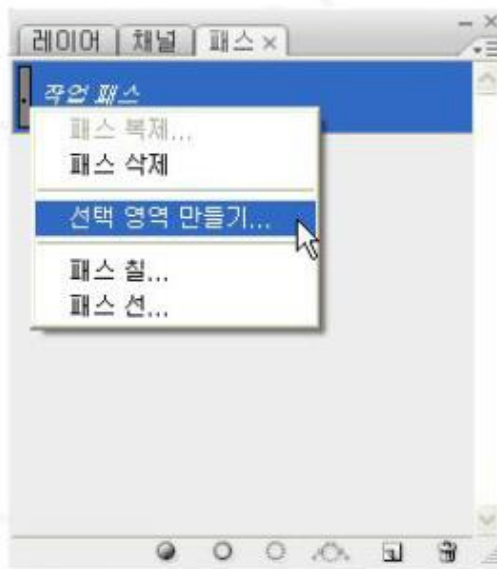 레이어 채널 패스 ×
작업 패스
패스 복제...
패스 삭제
선택 영역 만들기...
패스 칠...
패스 선...